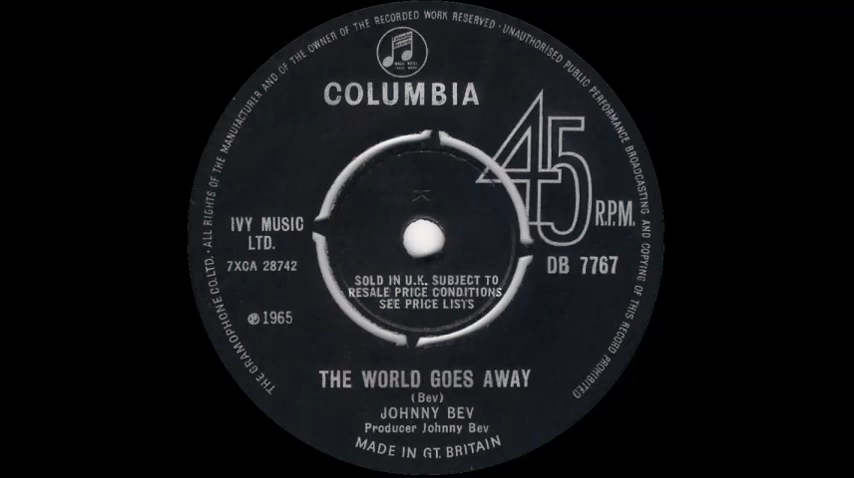 THE GRAMOPHONE CO. LTD. · ALL RIGHTS OF THE MANUFACTURER AND OF THE OWNER OF THE RECORDED WORK RESERVED · UNAUTHORISED PUBLIC PERFORMANCE BROADCASTING AND COPYING OF THIS RECORD PROHIBITED
COLUMBIA
45
R.P.M.
IVY MUSIC
LTD.
7XCA 28742
DB 7767
SOLD IN U.K. SUBJECT TO
RESALE PRICE CONDITIONS
SEE PRICE LISTS
℗1965
THE WORLD GOES AWAY
(Bev)
JOHNNY BEV
Producer Johnny Bev
MADE IN GT. BRITAIN